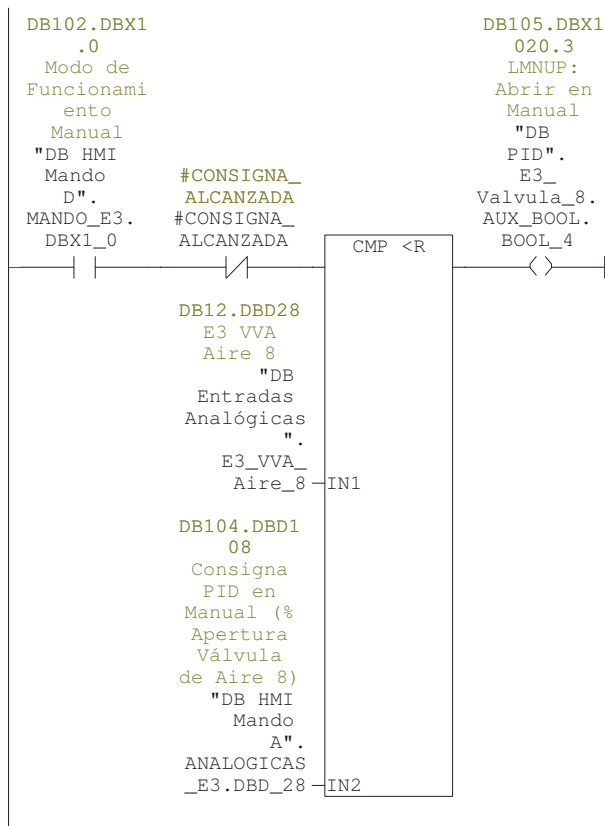 DB102.DBX1
.0
Modo de
Funcionami
ento
Manual
"DB HMI
Mando
D".
MANDO_E3.
DBX1_0
#CONSIGNA_
ALCANZADA
#CONSIGNA_
ALCANZADA
CMP <R
DB105.DBX1
020.3
LMNUP:
Abrir en
Manual
"DB
PID".
E3_
Valvula_8.
AUX_BOOL.
BOOL_4
DB12.DBD28
E3 VVA
Aire 8
"DB
Entradas
Analógicas
".
E3_VVA_
Aire_8
IN1
DB104.DBD1
08
Consigna
PID en
Manual (%
Apertura
Válvula
de Aire 8)
"DB HMI
Mando
A".
ANALOGICAS
_E3.DBD_28
IN2